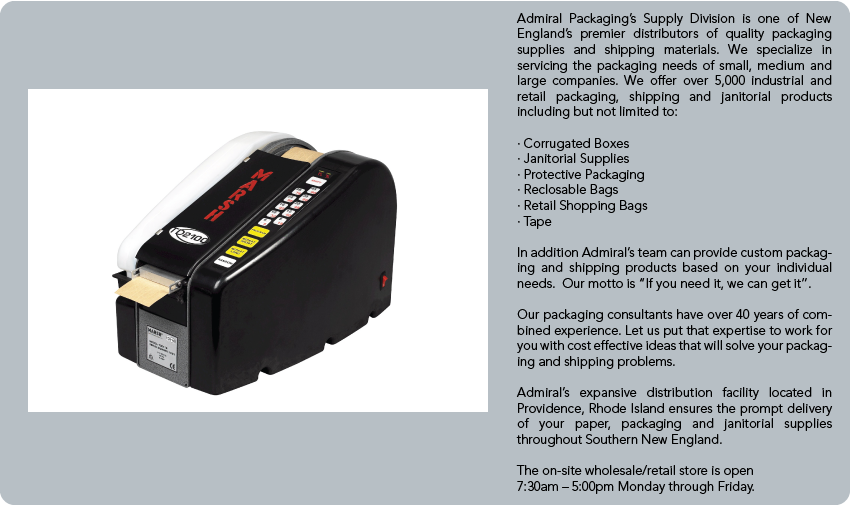 Admiral Packaging's Supply Division is one of New
England's premier distributors of quality packaging
supplies and shipping materials. We specialize in
servicing the packaging needs of small, medium and
large companies. We offer over 5,000 industrial and
retail packaging, shipping and janitorial products
including but not limited to:
· Corrugated Boxes
· Janitorial Supplies
· Protective Packaging
· Reclosable Bags
· Retail Shopping Bags
· Tape
In addition Admiral's team can provide custom packag-
ing and shipping products based on your individual
needs.  Our motto is "If you need it, we can get it".
Our packaging consultants have over 40 years of com-
bined experience. Let us put that expertise to work for
you with cost effective ideas that will solve your packag-
ing and shipping problems.
Admiral's expansive distribution facility located in
Providence, Rhode Island ensures the prompt delivery
of your paper, packaging and janitorial supplies
throughout Southern New England.
The on-site wholesale/retail store is open
7:30am – 5:00pm Monday through Friday.
MARSH
TD2100
MARSH